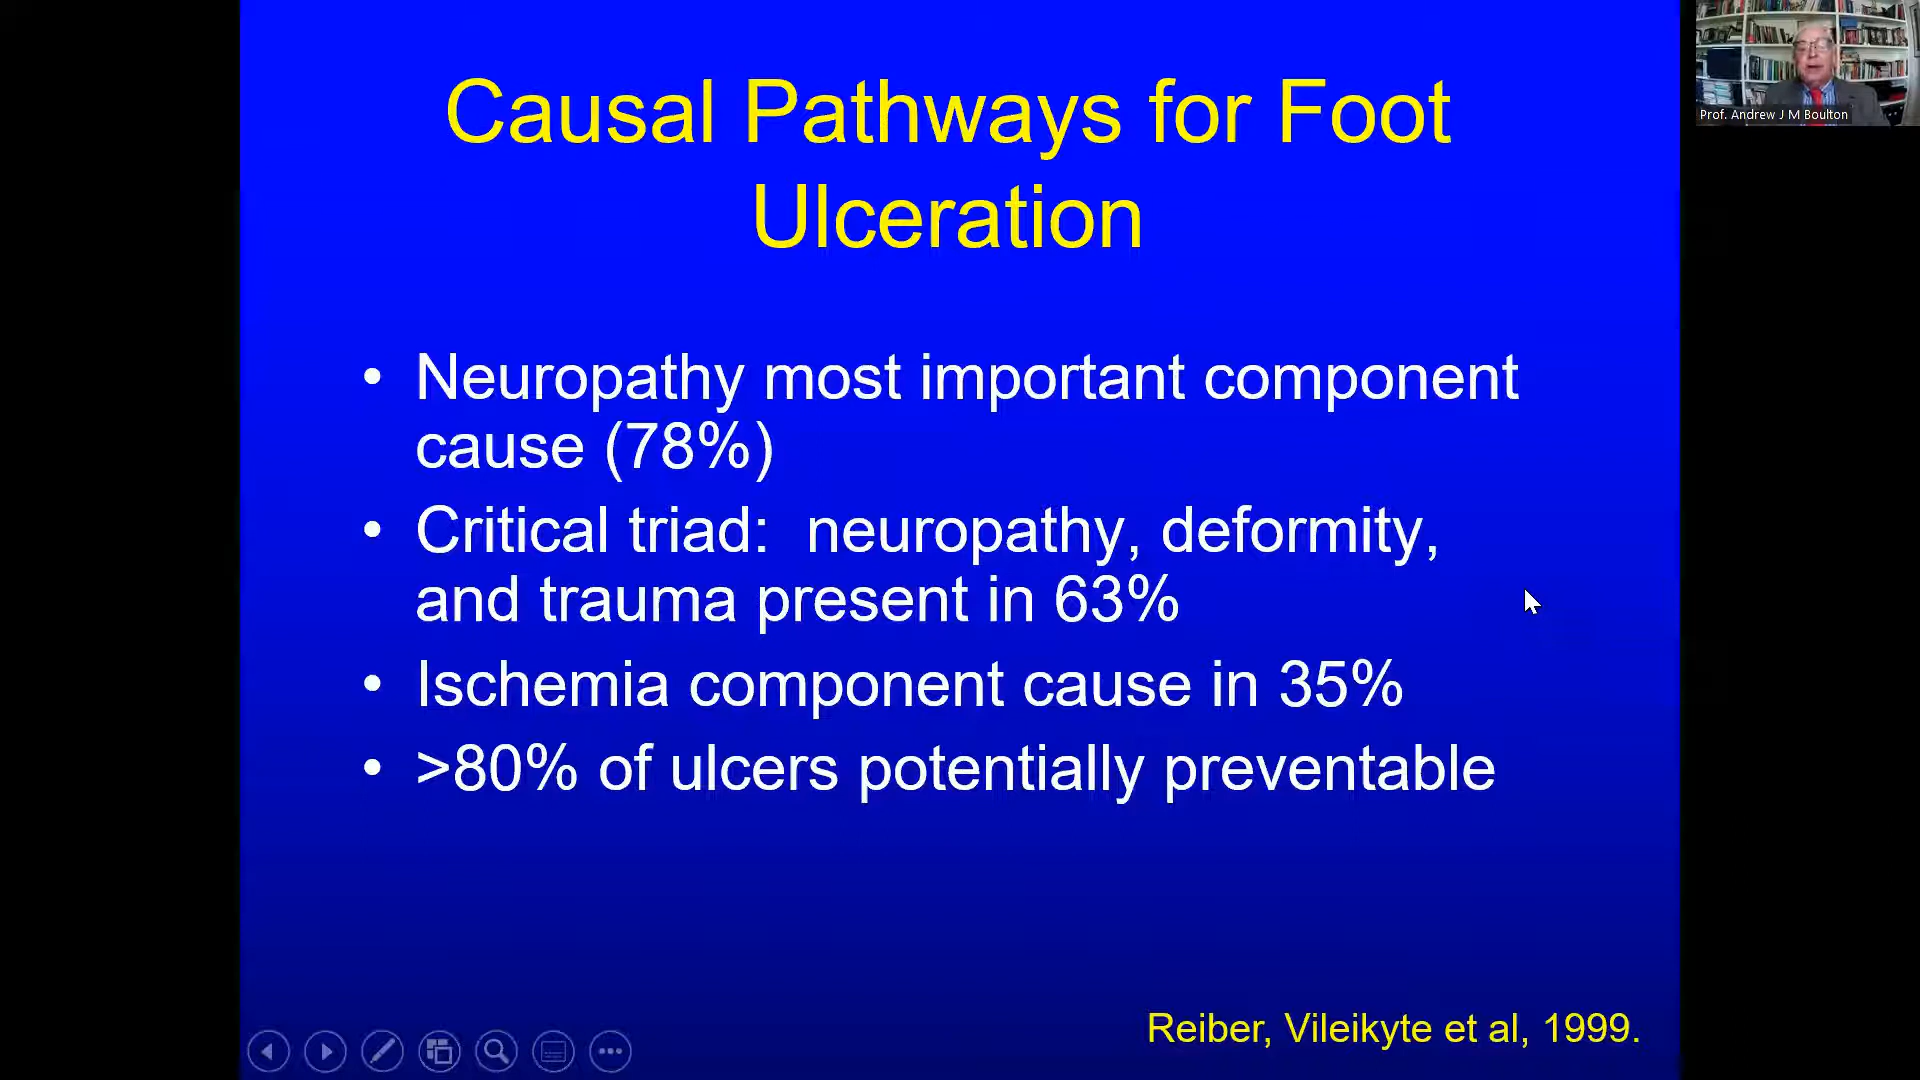 Causal Pathways for Foot
Ulceration
• Neuropathy most important component
cause (78%)
• Critical triad: neuropathy, deformity,
and trauma present in 63%
• Ischemia component cause in 35%
• >80% of ulcers potentially preventable
Reiber, Vileikyte et al, 1999.
Prof. Andrew J M Boulton